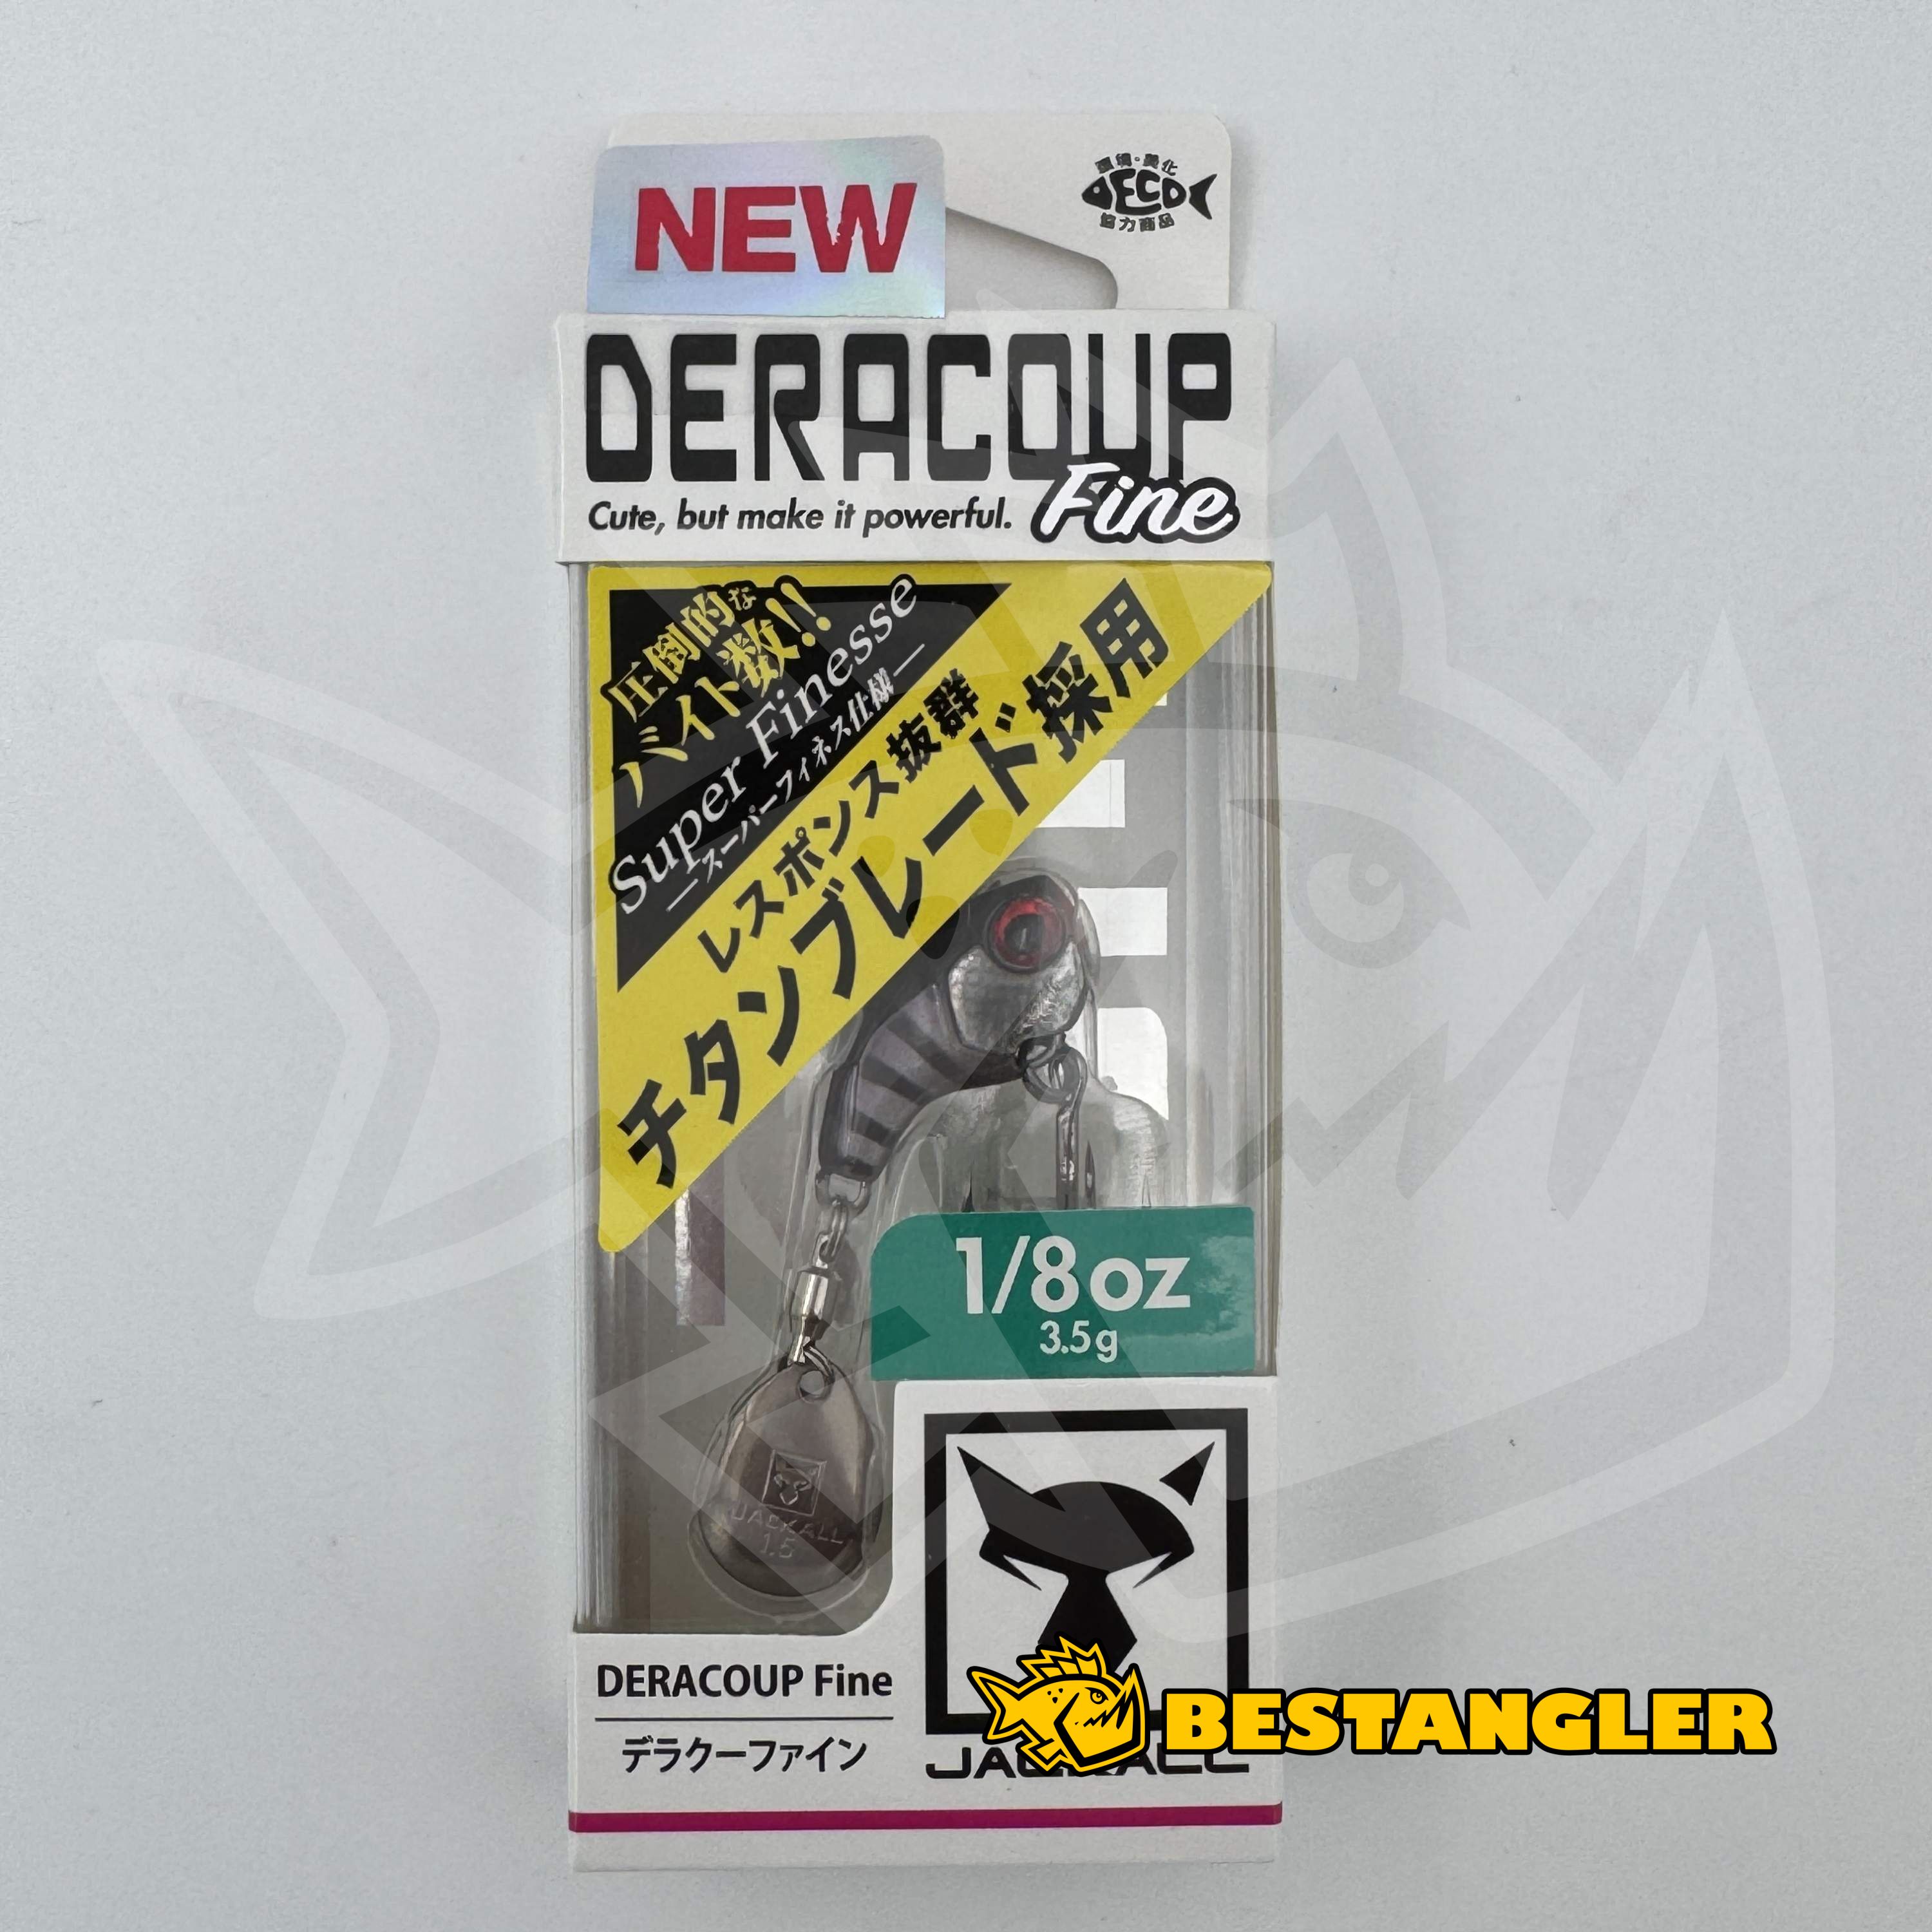 NEW
環境・美化
DECO
協力商品
DERACOUP
Fine
Cute, but make it powerful.
圧倒的な
バイト数!!
Super Finesse
ースーパーフィネス仕様ー
レスポンス抜群
チタンブレード採用
1/8oz
3.5g
JACKALL
1.5
DERACOUP Fine
デラクーファイン
JACKALL
BESTANGLER